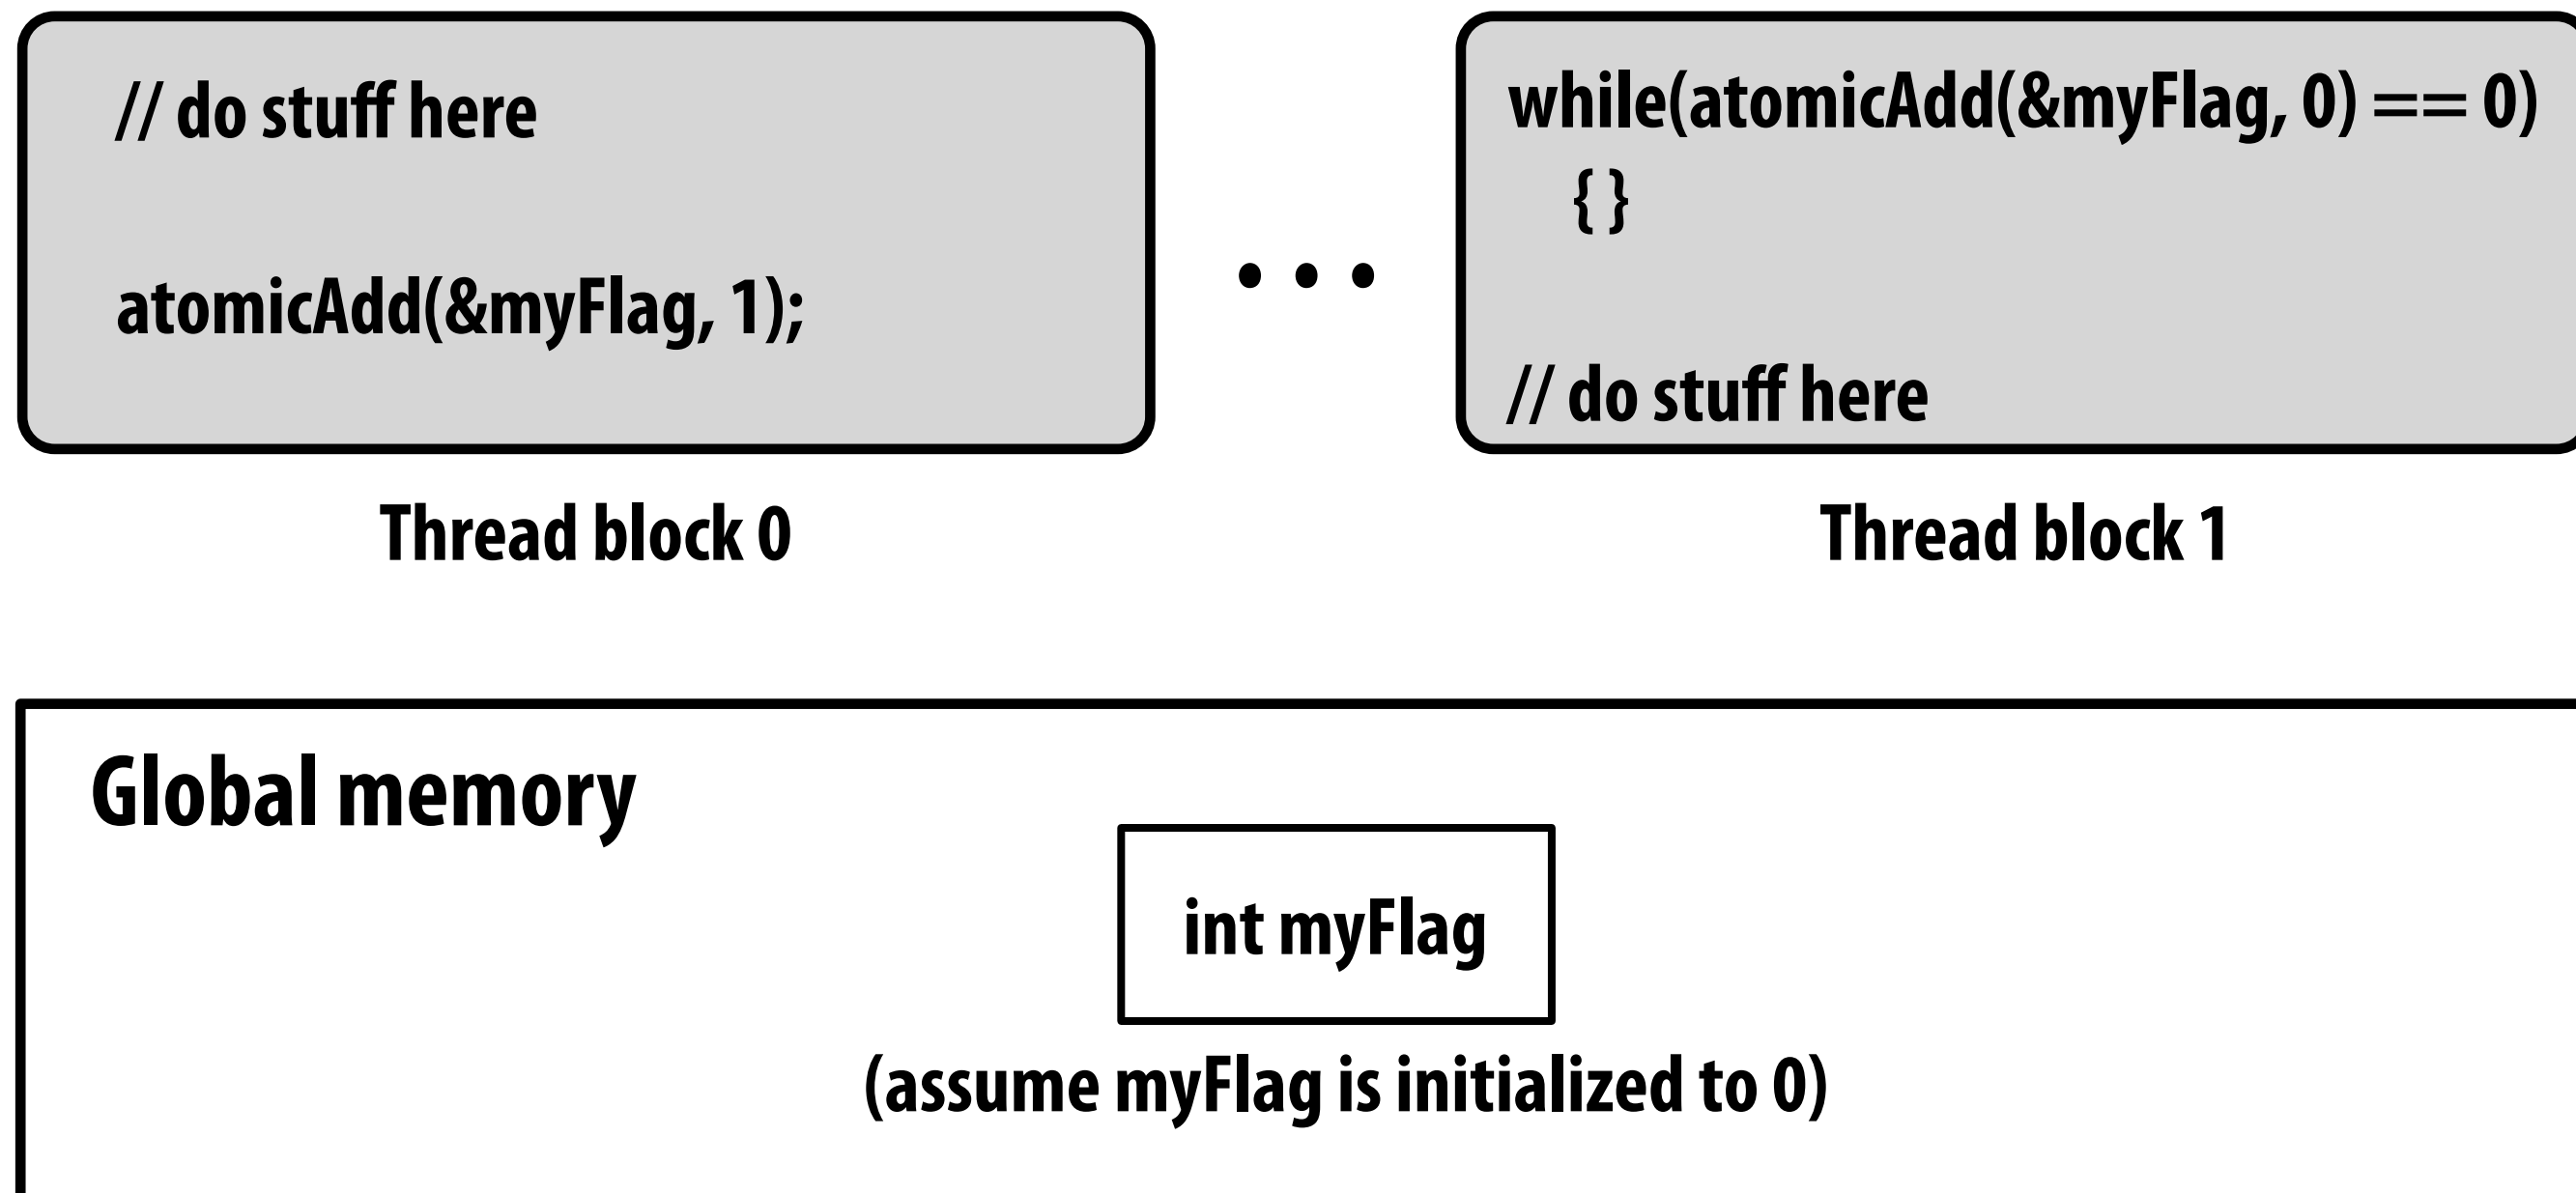 // do stuff here
atomicAdd(&myFlag, 1);
Thread block 0
• • •
while(atomicAdd(&myFlag, 0) == 0)
{ }
// do stuff here
Thread block 1
Global memory
int myFlag
(assume myFlag is initialized to 0)